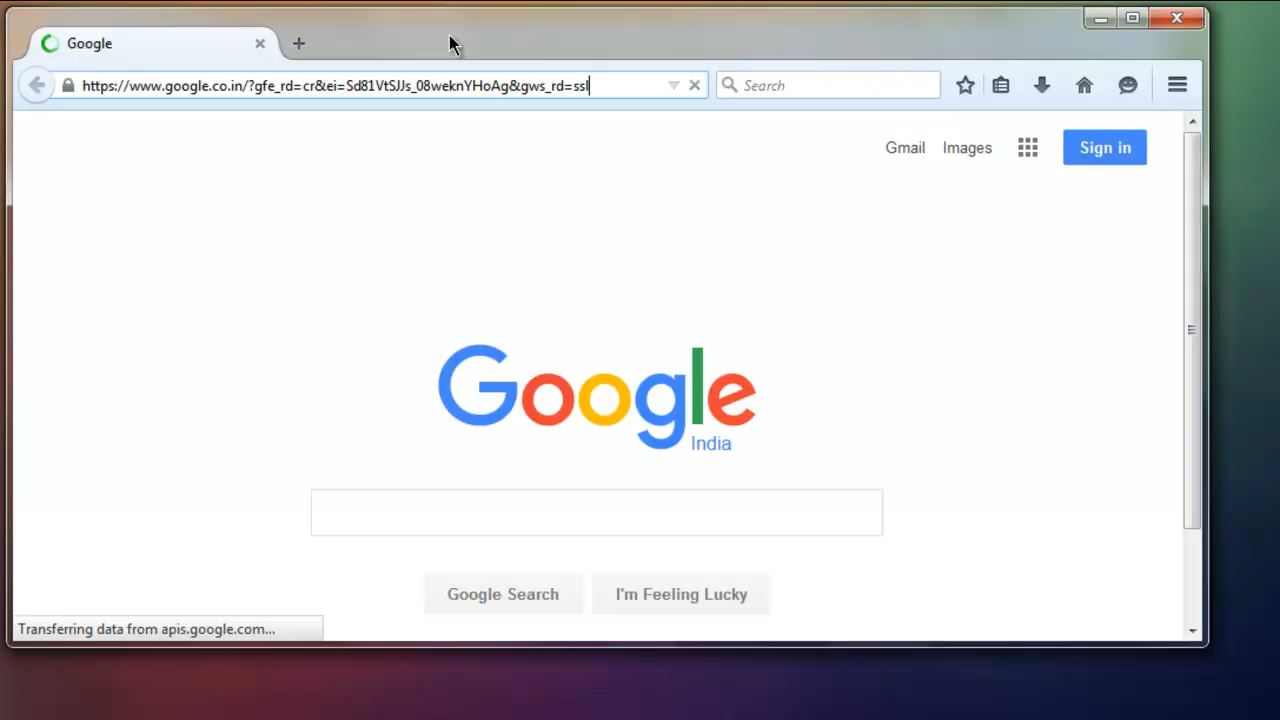 Google
https://www.google.co.in/?gfe_rd=cr&ei=Sd81VtSJJs_08weknYHoAg&gws_rd=ssl
Search
Gmail Images Sign in
Google
India
Google Search I'm Feeling Lucky
Transferring data from apis.google.com...